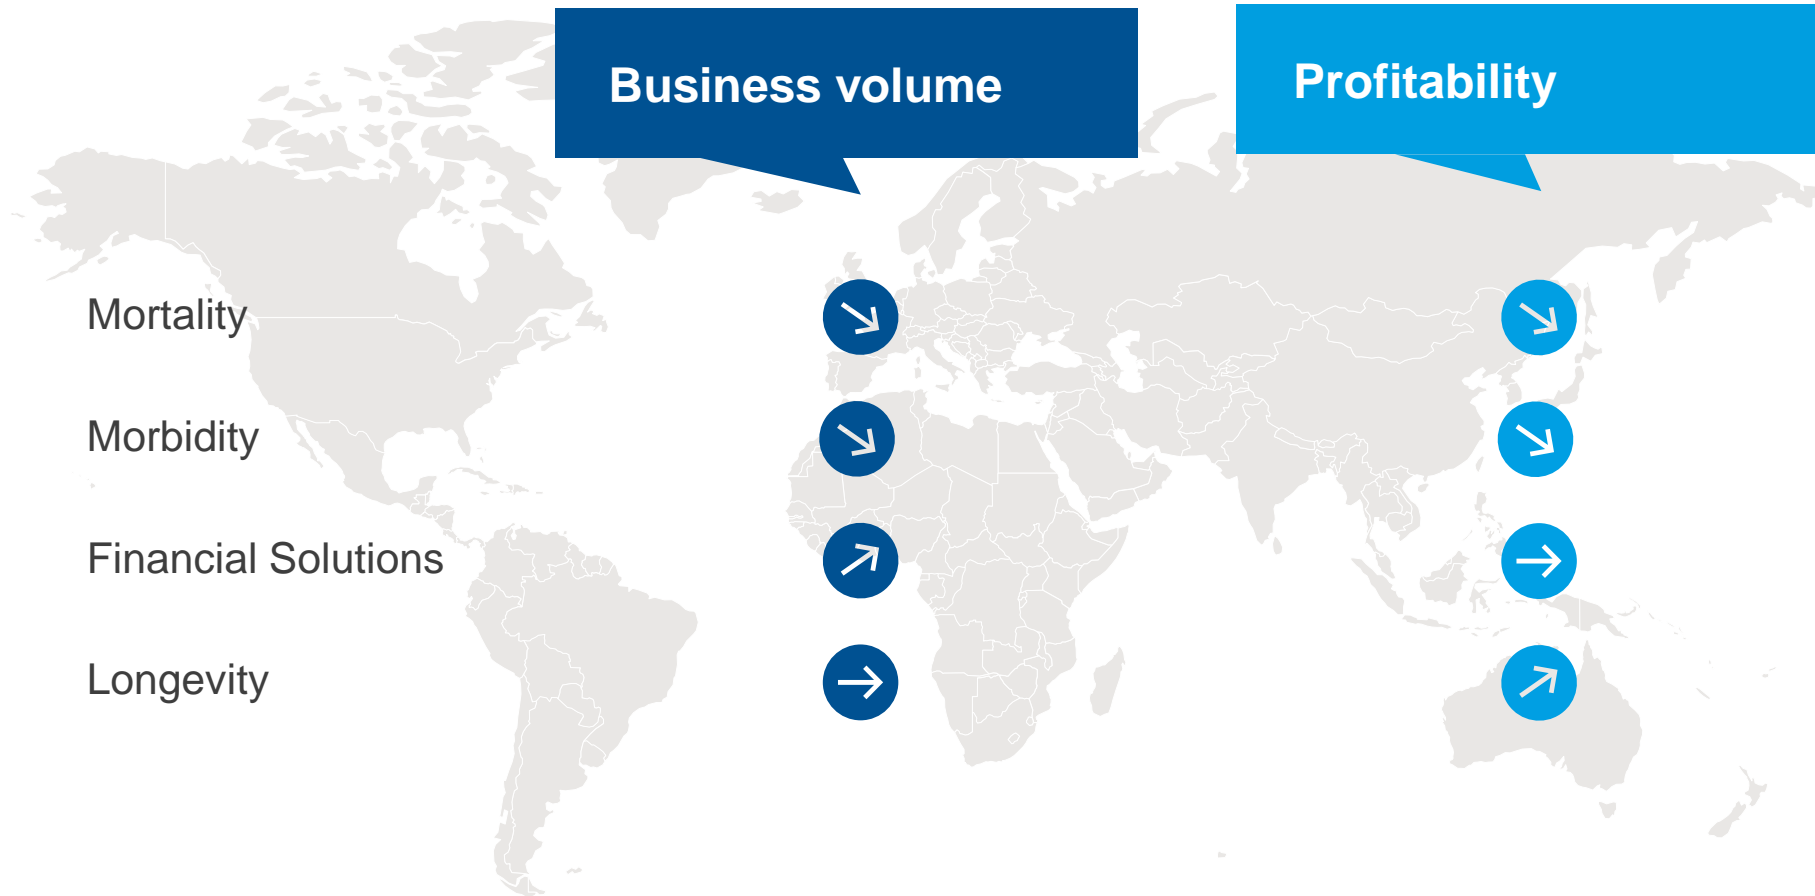 Business volume
Profitability
Mortality
Morbidity
Financial Solutions
Longevity